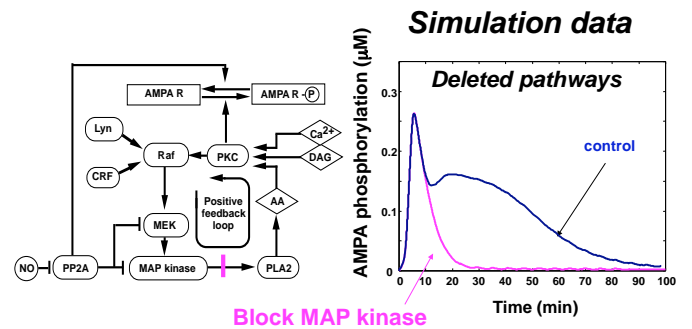 Simulation data
Deleted pathways
AMPA R
AMPA R -P
Lyn
CRF
Raf
PKC
Ca2+
DAG
AA
Positive
feedback
loop
MEK
NO
PP2A
MAP kinase
PLA2
Block MAP kinase
AMPA phosphorylation (µM)
0.3
0.2
0.1
0
control
0 10 20 30 40 50 60 70 80 90 100
Time (min)